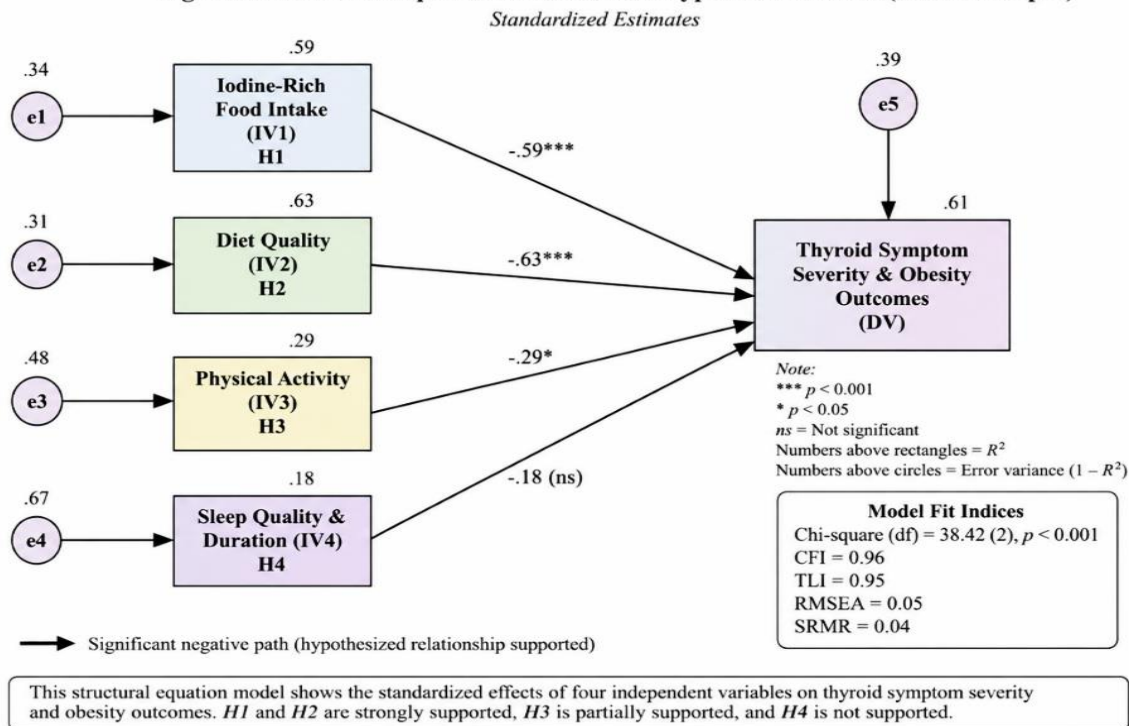 Standardized Estimates
.34
e1
.59
Iodine-Rich
Food Intake
(IV1)
H1
-.59***
.39
e5
.31
e2
.63
Diet Quality
(IV2)
H2
-.63***
.61
Thyroid Symptom
Severity & Obesity
Outcomes
(DV)
.48
e3
.29
Physical Activity
(IV3)
H3
-.29*
.67
e4
.18
Sleep Quality &
Duration (IV4)
H4
-.18 (ns)
Note:
*** p < 0.001
* p < 0.05
ns = Not significant
Numbers above rectangles = R²
Numbers above circles = Error variance (1 – R²)
Model Fit Indices
Chi-square (df) = 38.42 (2), p < 0.001
CFI = 0.96
TLI = 0.95
RMSEA = 0.05
SRMR = 0.04
Significant negative path (hypothesized relationship supported)
This structural equation model shows the standardized effects of four independent variables on thyroid symptom severity
and obesity outcomes. H1 and H2 are strongly supported, H3 is partially supported, and H4 is not supported.